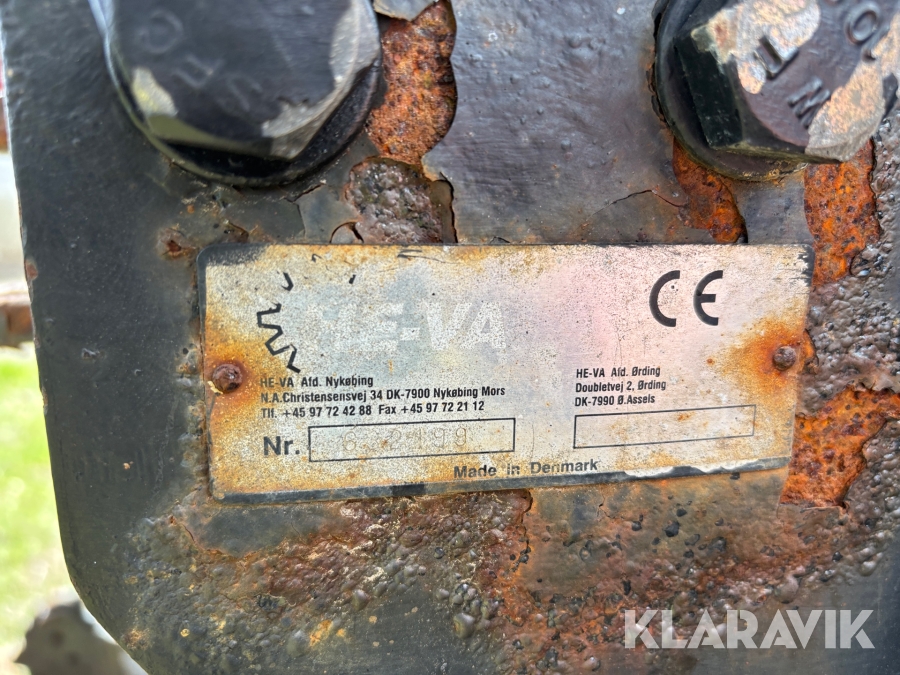 HE-VA
CE
HE-VA Afd. Nykøbing
N.A.Christensensvej 34 DK-7900 Nykøbing Mors
Tlf. +45 97 72 42 88 Fax +45 97 72 21 12
HE-VA Afd. Ørding
Doubletvej 2, Ørding
DK-7990 Ø.Assels
Nr. 632199
Made in Denmark
KLARAVIK